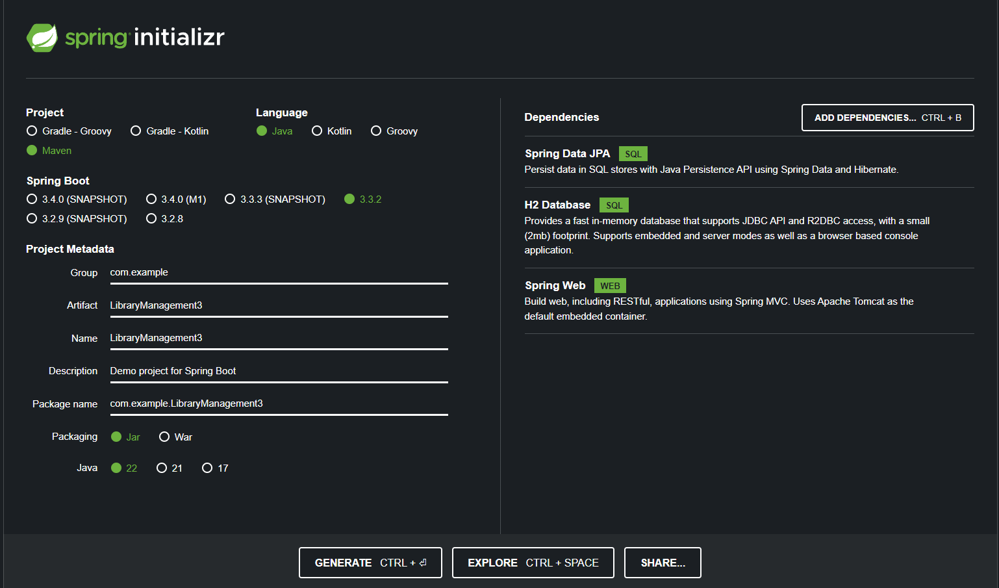 spring initializr
Project
Gradle - Groovy Gradle - Kotlin
Maven
Language
Java Kotlin Groovy
Spring Boot
3.4.0 (SNAPSHOT) 3.4.0 (M1) 3.3.3 (SNAPSHOT) 3.3.2
3.2.9 (SNAPSHOT) 3.2.8
Project Metadata
Group com.example
Artifact LibraryManagement3
Name LibraryManagement3
Description Demo project for Spring Boot
Package name com.example.LibraryManagement3
Packaging Jar War
Java 22 21 17
Dependencies
ADD DEPENDENCIES... CTRL + B
Spring Data JPA SQL
Persist data in SQL stores with Java Persistence API using Spring Data and Hibernate.
H2 Database SQL
Provides a fast in-memory database that supports JDBC API and R2DBC access, with a small
(2mb) footprint. Supports embedded and server modes as well as a browser based console
application.
Spring Web WEB
Build web, including RESTful, applications using Spring MVC. Uses Apache Tomcat as the
default embedded container.
GENERATE CTRL + ⏎
EXPLORE CTRL + SPACE
SHARE...